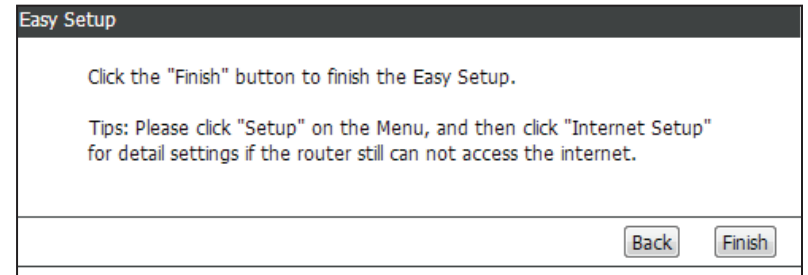 Easy Setup
Click the "Finish" button to finish the Easy Setup.
Tips: Please click "Setup" on the Menu, and then click "Internet Setup"
for detail settings if the router still can not access the internet.
Back Finish